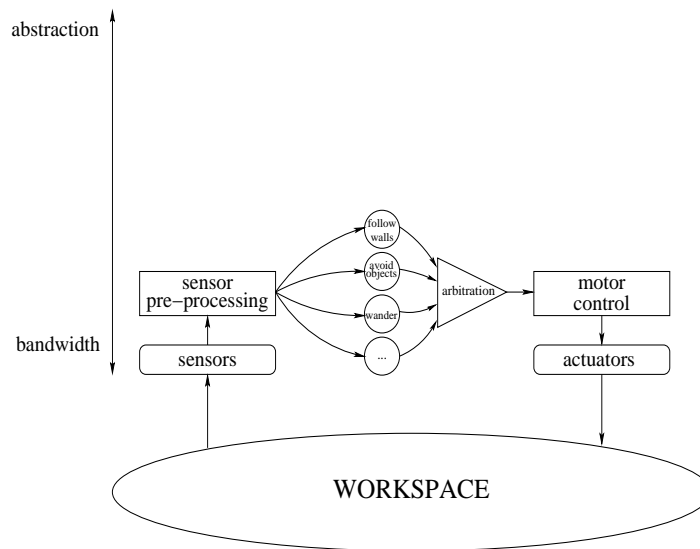 abstraction
follow
walls
avoid
objects
sensor
pre-processing
arbitration
motor
control
wander
bandwidth
sensors
...
actuators
WORKSPACE